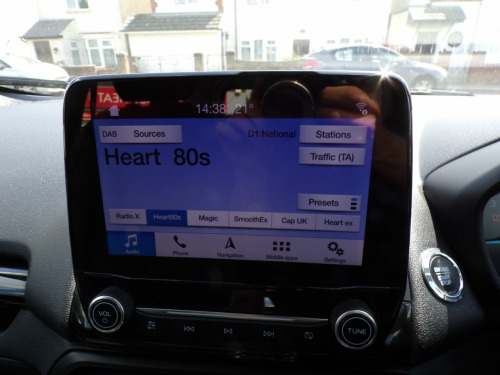 14:38 21°
DAB Sources D1 National Stations
Heart 80s
Traffic (TA)
Presets
Radio X Heart80s Magic SmoothEx Cap UK Heart ex
Audio Phone Navigation Mobile apps Settings
VOL TUNE